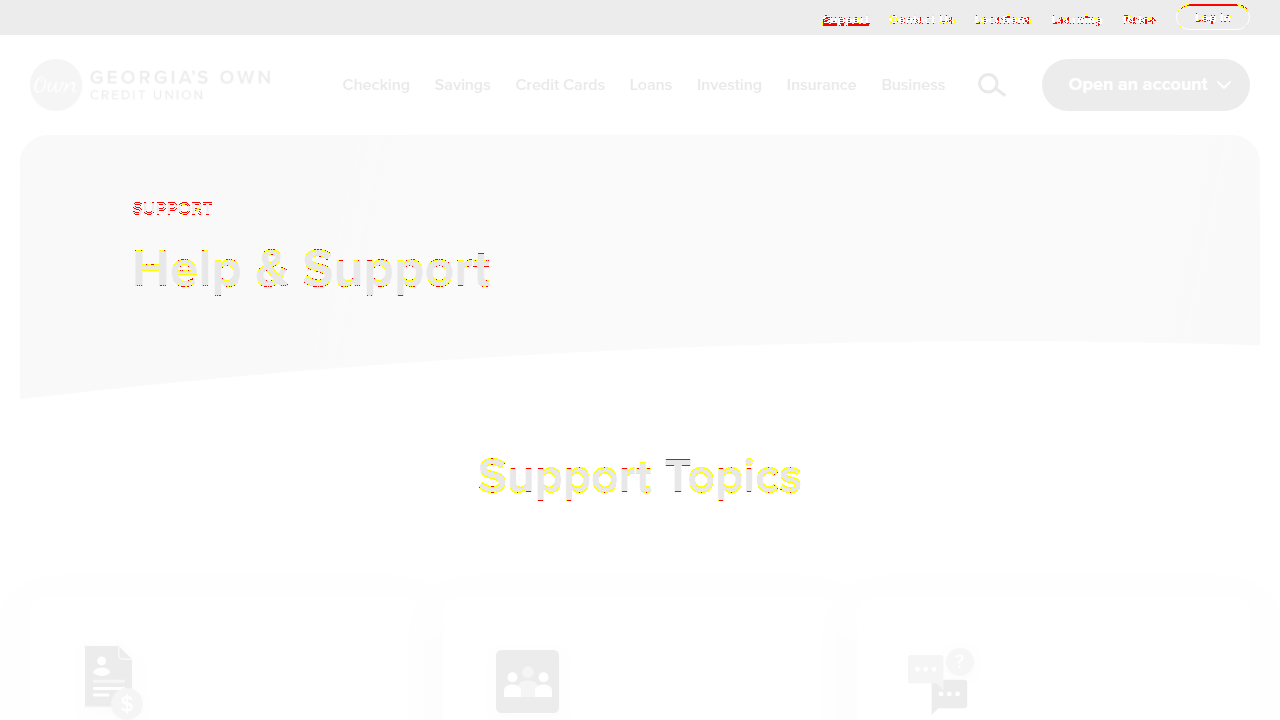 Support Contact Us Locations Learning Rates Log In
Own GEORGIA'S OWN
CREDIT UNION
Checking Savings Credit Cards Loans Investing Insurance Business Open an account
SUPPORT
Help & Support
Support Topics
$
?